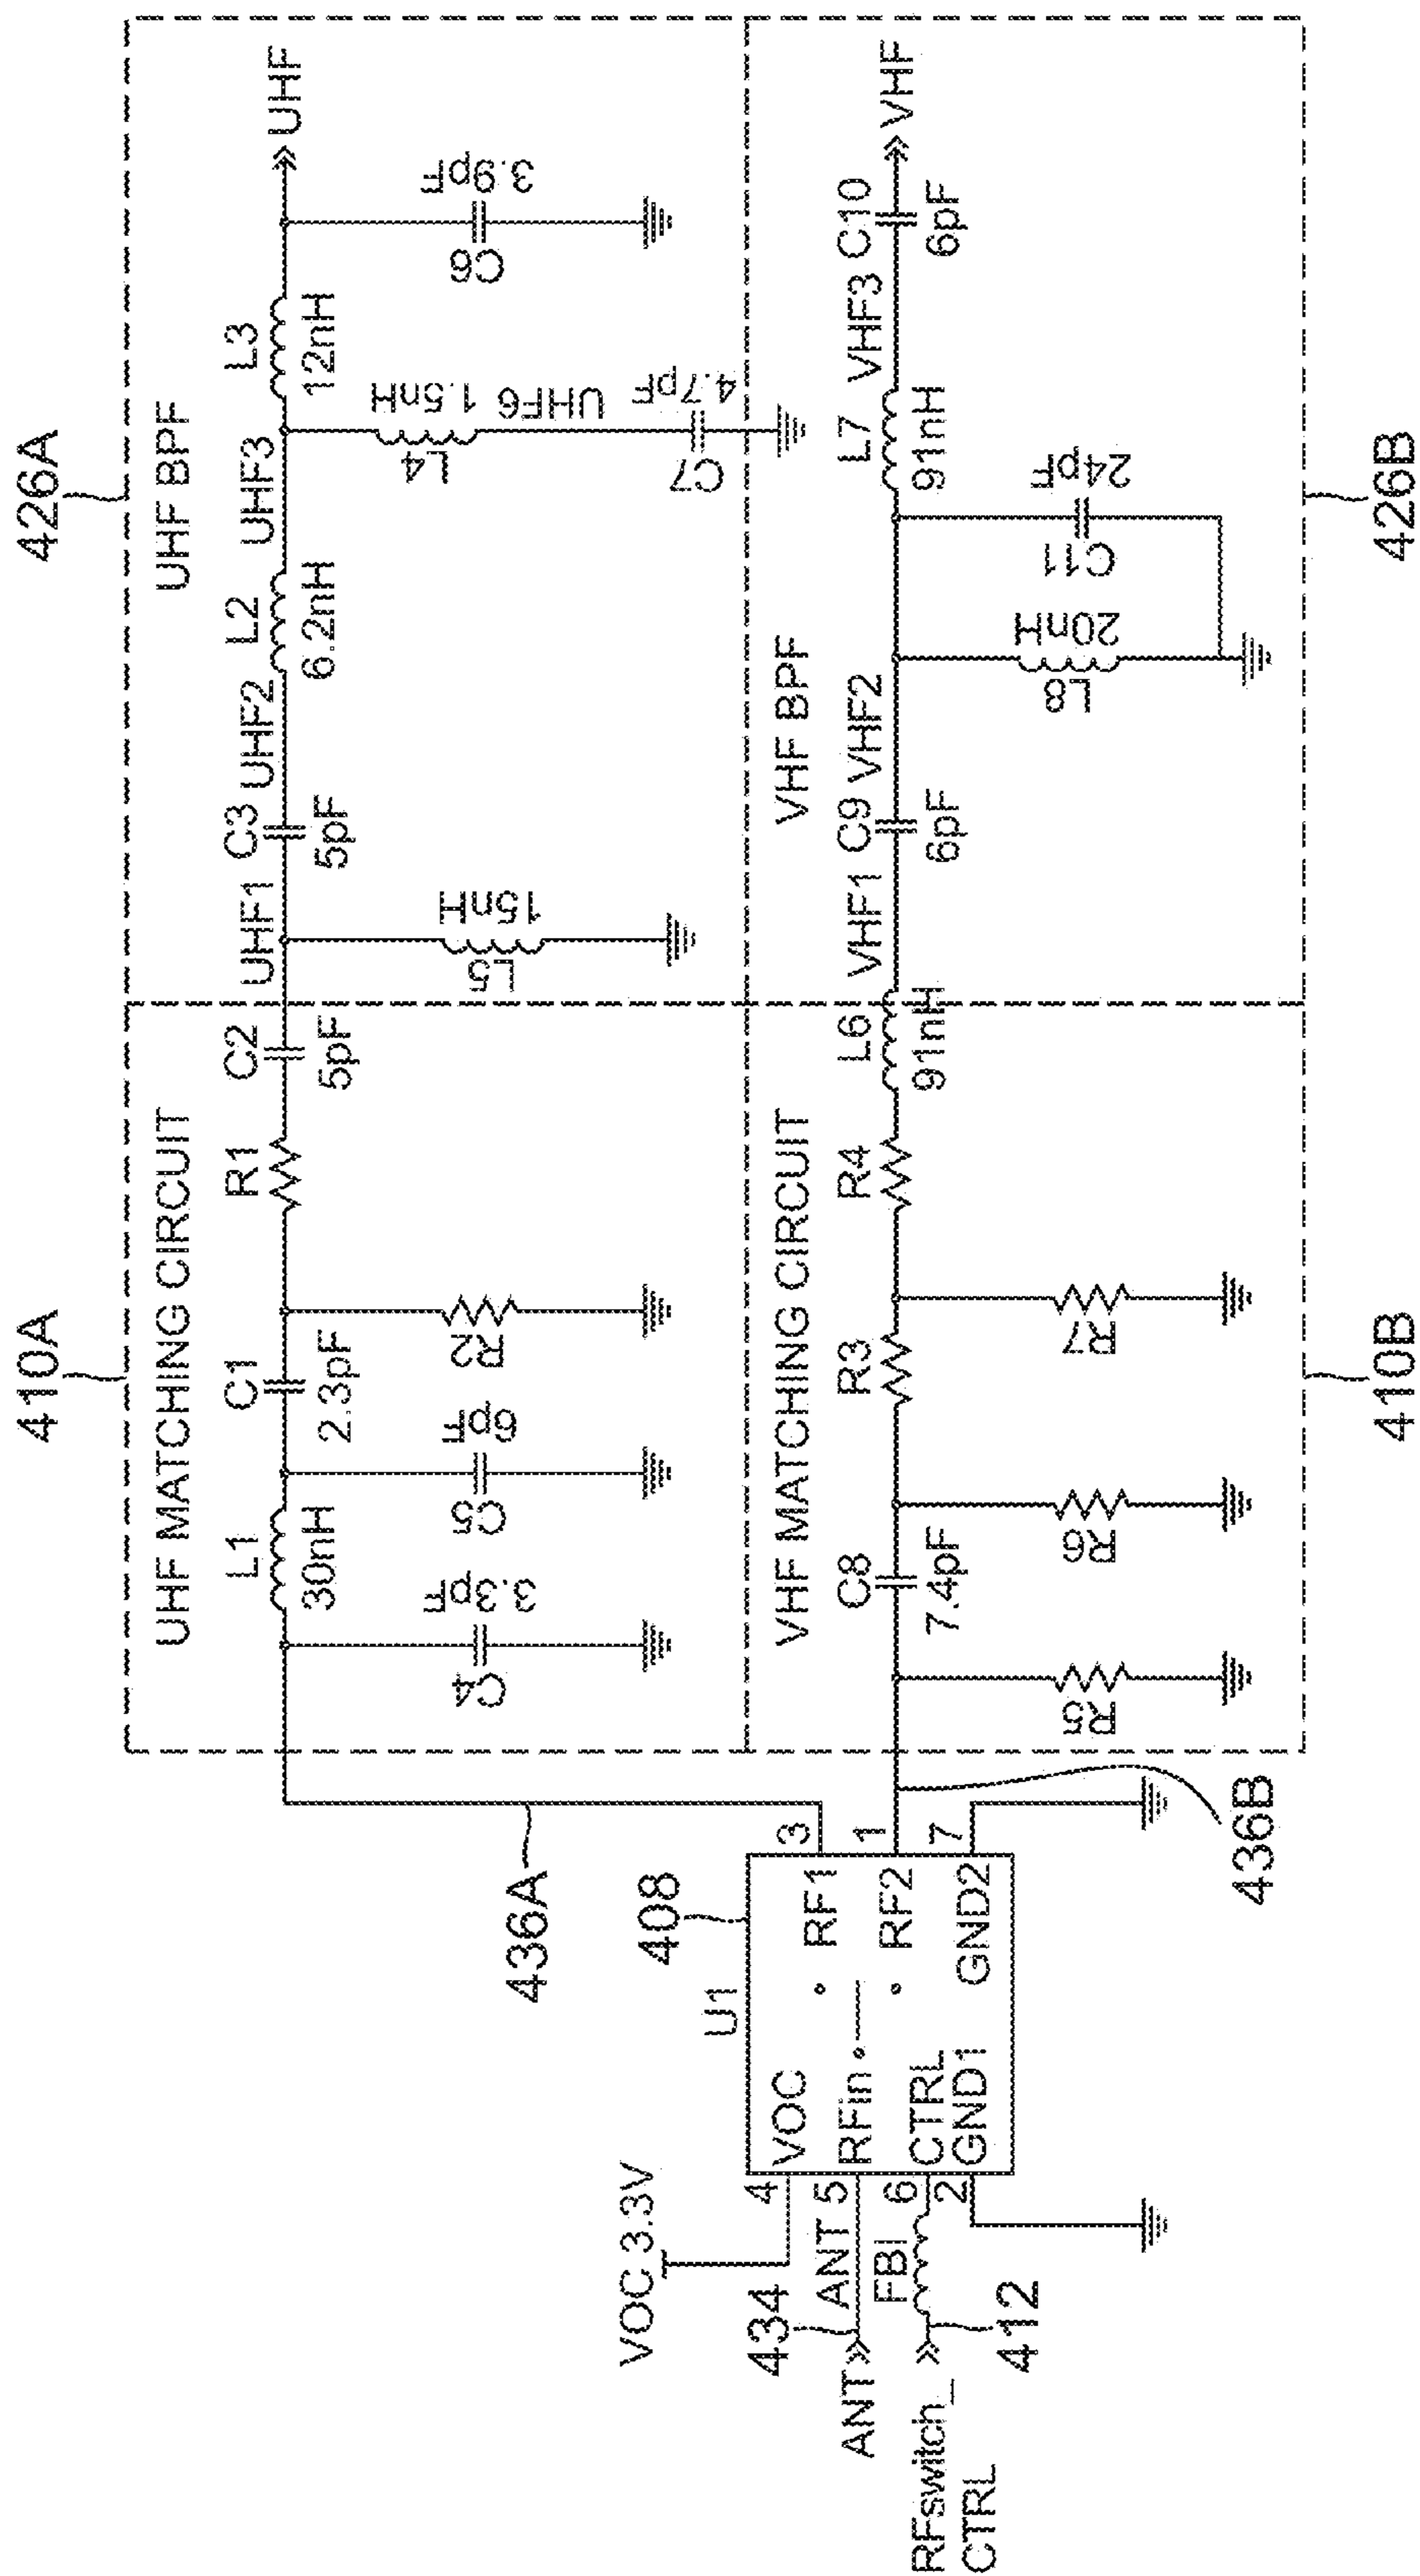 410A
426A
UHF MATCHING CIRCUIT
UHF BPF
L1
30nH
C1
2.3pF
R1
C2
5pF
UHF1
C3
5pF
UHF2
L2
6.2nH
UHF3
L3
12nH
UHF
C4
3.3pF
C5
6pF
R2
L5
15nH
L4
1.5nH
UHF6
C7
4.7pF
C6
3.9pF
436A
408
U1
VOC 3.3V
434
ANT
ANT
4
5
6
2
VOC
RFin
CTRL
GND1
RF1
RF2
GND2
3
1
7
FBI
RFswitch_
CTRL
412
436B
VHF MATCHING CIRCUIT
VHF BPF
C8
7.4pF
R3
R4
L6
91nH
VHF1
C9
6pF
VHF2
L7
91nH
VHF3
C10
6pF
VHF
R5
R6
R7
L8
20nH
C11
24pF
410B
426B